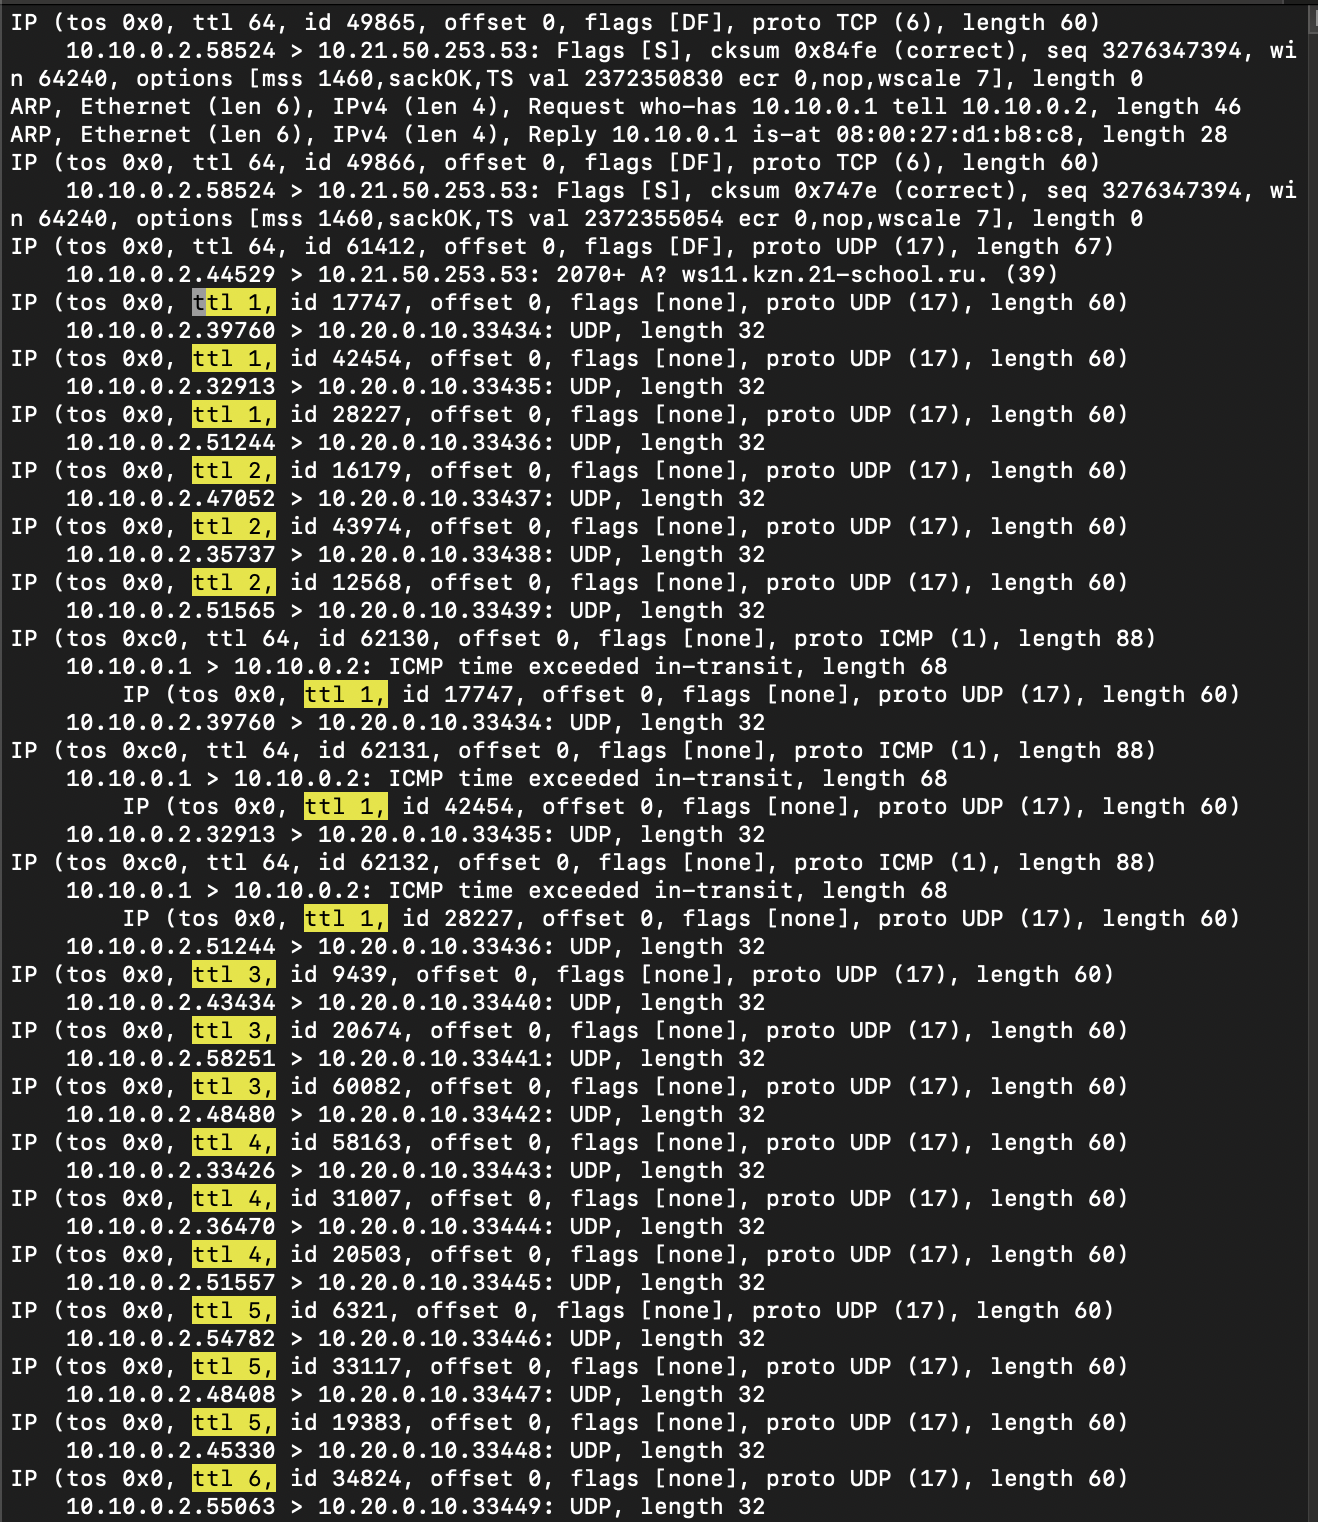 IP (tos 0x0, ttl 64, id 49865, offset 0, flags [DF], proto TCP (6), length 60)
    10.10.0.2.58524 > 10.21.50.253.53: Flags [S], cksum 0x84fe (correct), seq 3276347394, wi
n 64240, options [mss 1460,sackOK,TS val 2372350830 ecr 0,nop,wscale 7], length 0
ARP, Ethernet (len 6), IPv4 (len 4), Request who-has 10.10.0.1 tell 10.10.0.2, length 46
ARP, Ethernet (len 6), IPv4 (len 4), Reply 10.10.0.1 is-at 08:00:27:d1:b8:c8, length 28
IP (tos 0x0, ttl 64, id 49866, offset 0, flags [DF], proto TCP (6), length 60)
    10.10.0.2.58524 > 10.21.50.253.53: Flags [S], cksum 0x747e (correct), seq 3276347394, wi
n 64240, options [mss 1460,sackOK,TS val 2372355054 ecr 0,nop,wscale 7], length 0
IP (tos 0x0, ttl 64, id 61412, offset 0, flags [DF], proto UDP (17), length 67)
    10.10.0.2.44529 > 10.21.50.253.53: 2070+ A? ws11.kzn.21-school.ru. (39)
IP (tos 0x0, ttl 1, id 17747, offset 0, flags [none], proto UDP (17), length 60)
    10.10.0.2.39760 > 10.20.0.10.33434: UDP, length 32
IP (tos 0x0, ttl 1, id 42454, offset 0, flags [none], proto UDP (17), length 60)
    10.10.0.2.32913 > 10.20.0.10.33435: UDP, length 32
IP (tos 0x0, ttl 1, id 28227, offset 0, flags [none], proto UDP (17), length 60)
    10.10.0.2.51244 > 10.20.0.10.33436: UDP, length 32
IP (tos 0x0, ttl 2, id 16179, offset 0, flags [none], proto UDP (17), length 60)
    10.10.0.2.47052 > 10.20.0.10.33437: UDP, length 32
IP (tos 0x0, ttl 2, id 43974, offset 0, flags [none], proto UDP (17), length 60)
    10.10.0.2.35737 > 10.20.0.10.33438: UDP, length 32
IP (tos 0x0, ttl 2, id 12568, offset 0, flags [none], proto UDP (17), length 60)
    10.10.0.2.51565 > 10.20.0.10.33439: UDP, length 32
IP (tos 0xc0, ttl 64, id 62130, offset 0, flags [none], proto ICMP (1), length 88)
    10.10.0.1 > 10.10.0.2: ICMP time exceeded in-transit, length 68
        IP (tos 0x0, ttl 1, id 17747, offset 0, flags [none], proto UDP (17), length 60)
    10.10.0.2.39760 > 10.20.0.10.33434: UDP, length 32
IP (tos 0xc0, ttl 64, id 62131, offset 0, flags [none], proto ICMP (1), length 88)
    10.10.0.1 > 10.10.0.2: ICMP time exceeded in-transit, length 68
        IP (tos 0x0, ttl 1, id 42454, offset 0, flags [none], proto UDP (17), length 60)
    10.10.0.2.32913 > 10.20.0.10.33435: UDP, length 32
IP (tos 0xc0, ttl 64, id 62132, offset 0, flags [none], proto ICMP (1), length 88)
    10.10.0.1 > 10.10.0.2: ICMP time exceeded in-transit, length 68
        IP (tos 0x0, ttl 1, id 28227, offset 0, flags [none], proto UDP (17), length 60)
    10.10.0.2.51244 > 10.20.0.10.33436: UDP, length 32
IP (tos 0x0, ttl 3, id 9439, offset 0, flags [none], proto UDP (17), length 60)
    10.10.0.2.43434 > 10.20.0.10.33440: UDP, length 32
IP (tos 0x0, ttl 3, id 20674, offset 0, flags [none], proto UDP (17), length 60)
    10.10.0.2.58251 > 10.20.0.10.33441: UDP, length 32
IP (tos 0x0, ttl 3, id 60082, offset 0, flags [none], proto UDP (17), length 60)
    10.10.0.2.48480 > 10.20.0.10.33442: UDP, length 32
IP (tos 0x0, ttl 4, id 58163, offset 0, flags [none], proto UDP (17), length 60)
    10.10.0.2.33426 > 10.20.0.10.33443: UDP, length 32
IP (tos 0x0, ttl 4, id 31007, offset 0, flags [none], proto UDP (17), length 60)
    10.10.0.2.36470 > 10.20.0.10.33444: UDP, length 32
IP (tos 0x0, ttl 4, id 20503, offset 0, flags [none], proto UDP (17), length 60)
    10.10.0.2.51557 > 10.20.0.10.33445: UDP, length 32
IP (tos 0x0, ttl 5, id 6321, offset 0, flags [none], proto UDP (17), length 60)
    10.10.0.2.54782 > 10.20.0.10.33446: UDP, length 32
IP (tos 0x0, ttl 5, id 33117, offset 0, flags [none], proto UDP (17), length 60)
    10.10.0.2.48408 > 10.20.0.10.33447: UDP, length 32
IP (tos 0x0, ttl 5, id 19383, offset 0, flags [none], proto UDP (17), length 60)
    10.10.0.2.45330 > 10.20.0.10.33448: UDP, length 32
IP (tos 0x0, ttl 6, id 34824, offset 0, flags [none], proto UDP (17), length 60)
    10.10.0.2.55063 > 10.20.0.10.33449: UDP, length 32